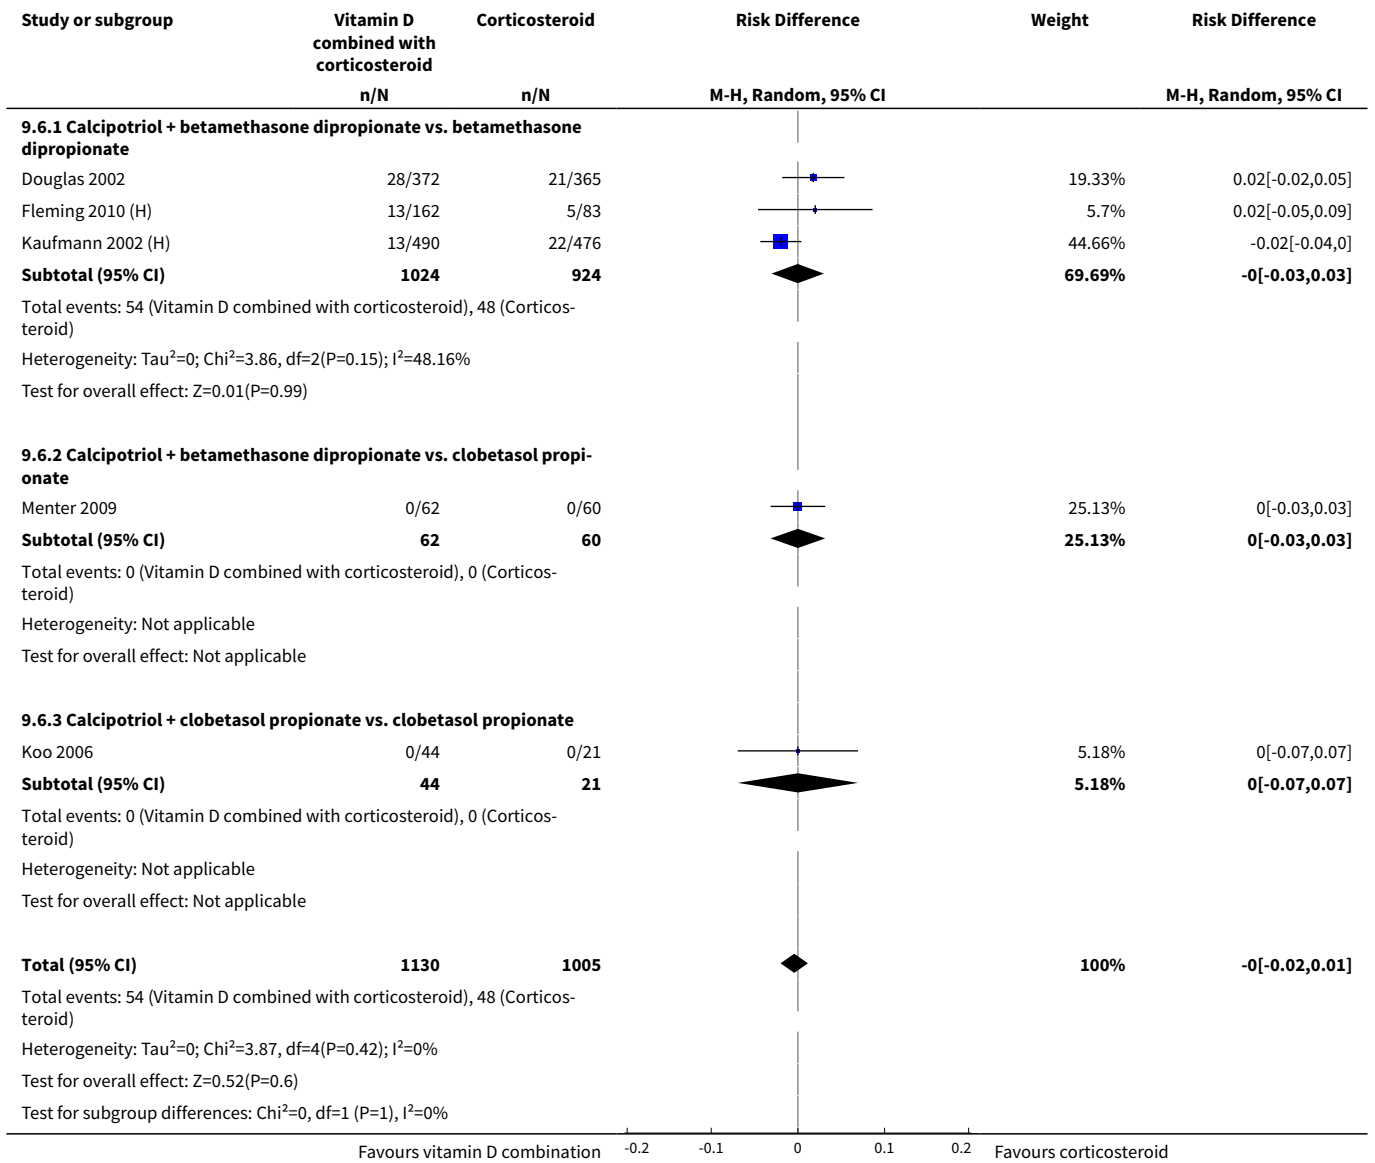 Study or subgroup Vitamin D combined with corticosteroid Corticosteroid Risk Difference Weight Risk Difference
n/N n/N M-H, Random, 95% CI M-H, Random, 95% CI
9.6.1 Calcipotriol + betamethasone dipropionate vs. betamethasone
dipropionate
Douglas 2002 28/372 21/365 19.33% 0.02[-0.02,0.05]
Fleming 2010 (H) 13/162 5/83 5.7% 0.02[-0.05,0.09]
Kaufmann 2002 (H) 13/490 22/476 44.66% -0.02[-0.04,0]
Subtotal (95% CI) 1024 924 69.69% -0[-0.03,0.03]
Total events: 54 (Vitamin D combined with corticosteroid), 48 (Corticos-
teroid)
Heterogeneity: Tau²=0; Chi²=3.86, df=2(P=0.15); I²=48.16%
Test for overall effect: Z=0.01(P=0.99)
9.6.2 Calcipotriol + betamethasone dipropionate vs. clobetasol propi-
onate
Menter 2009 0/62 0/60 25.13% 0[-0.03,0.03]
Subtotal (95% CI) 62 60 25.13% 0[-0.03,0.03]
Total events: 0 (Vitamin D combined with corticosteroid), 0 (Corticos-
teroid)
Heterogeneity: Not applicable
Test for overall effect: Not applicable
9.6.3 Calcipotriol + clobetasol propionate vs. clobetasol propionate
Koo 2006 0/44 0/21 5.18% 0[-0.07,0.07]
Subtotal (95% CI) 44 21 5.18% 0[-0.07,0.07]
Total events: 0 (Vitamin D combined with corticosteroid), 0 (Corticos-
teroid)
Heterogeneity: Not applicable
Test for overall effect: Not applicable
Total (95% CI) 1130 1005 100% -0[-0.02,0.01]
Total events: 54 (Vitamin D combined with corticosteroid), 48 (Corticos-
teroid)
Heterogeneity: Tau²=0; Chi²=3.87, df=4(P=0.42); I²=0%
Test for overall effect: Z=0.52(P=0.6)
Test for subgroup differences: Chi²=0, df=1 (P=1), I²=0%
Favours vitamin D combination -0.2 -0.1 0 0.1 0.2 Favours corticosteroid